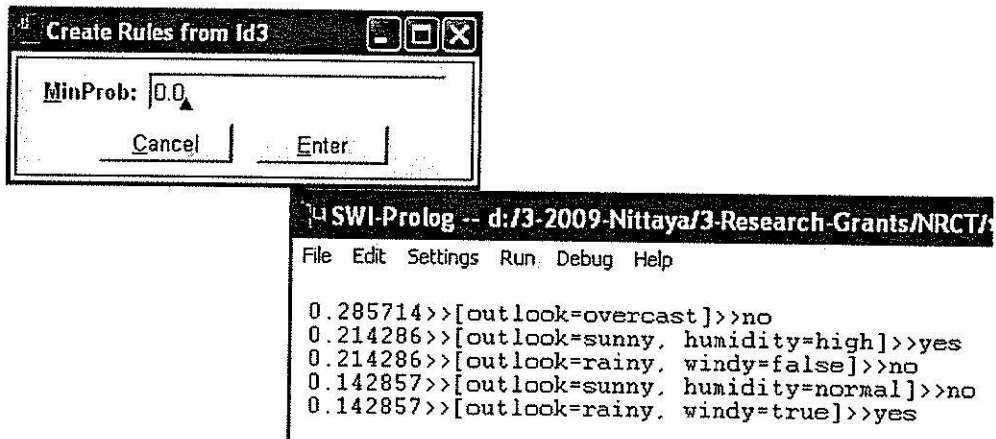 Create Rules from Id3
MinProb: 0.0
Cancel Enter
SWI-Prolog -- d:/3-2009-Nittaya/3-Research-Grants/NRCT/
File Edit Settings Run Debug Help
0.285714>>[outlook=overcast]>>no
0.214286>>[outlook=sunny, humidity=high]>>yes
0.214286>>[outlook=rainy, windy=false]>>no
0.142857>>[outlook=sunny, humidity=normal]>>no
0.142857>>[outlook=rainy, windy=true]>>yes